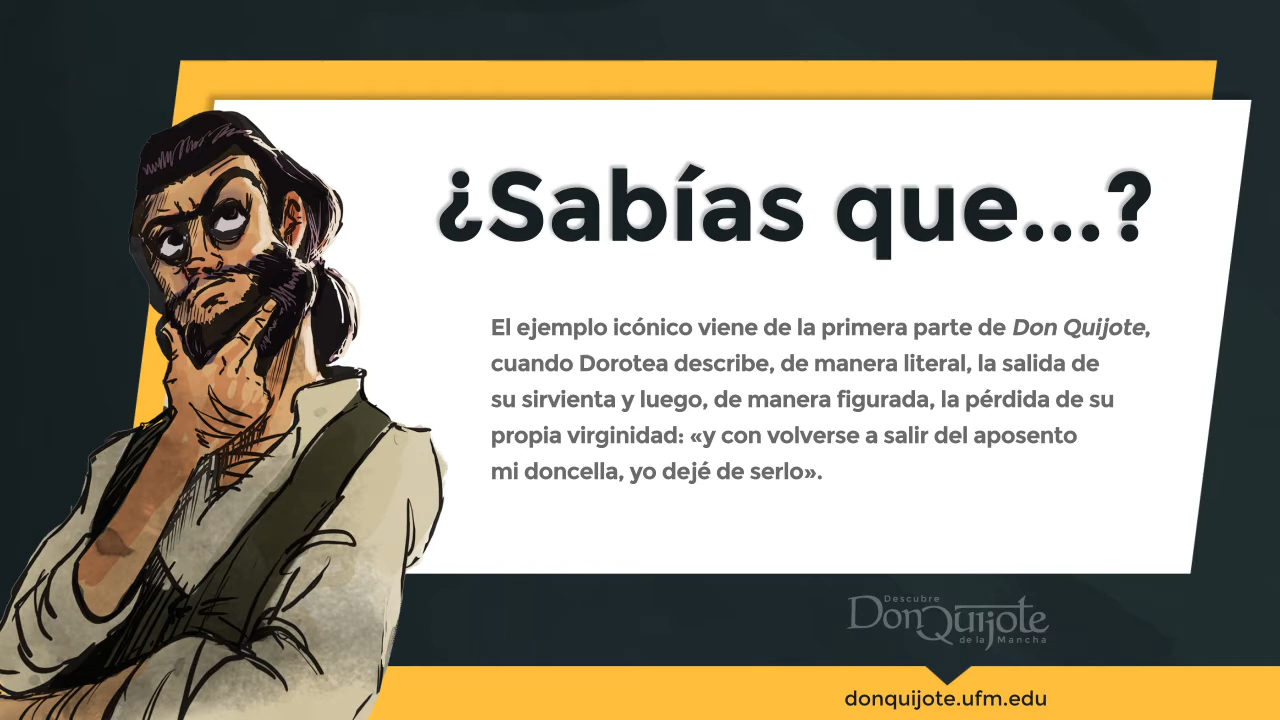 ¿Sabías que...?
El ejemplo icónico viene de la primera parte de Don Quijote,
cuando Dorotea describe, de manera literal, la salida de
su sirvienta y luego, de manera figurada, la pérdida de su
propia virginidad: «y con volverse a salir del aposento
mi doncella, yo dejé de serlo».
Descubre
Don Quijote
de la Mancha
donquijote.ufm.edu